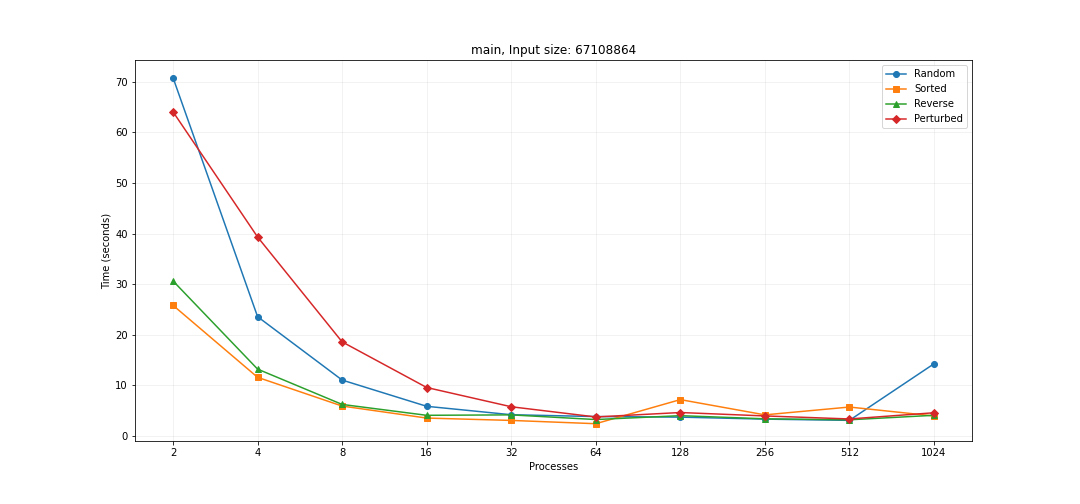 main, Input size: 67108864
Random
Sorted
Reverse
Perturbed
Time (seconds)
70
60
50
40
30
20
10
0
2 4 8 16 32 64 128 256 512 1024
Processes